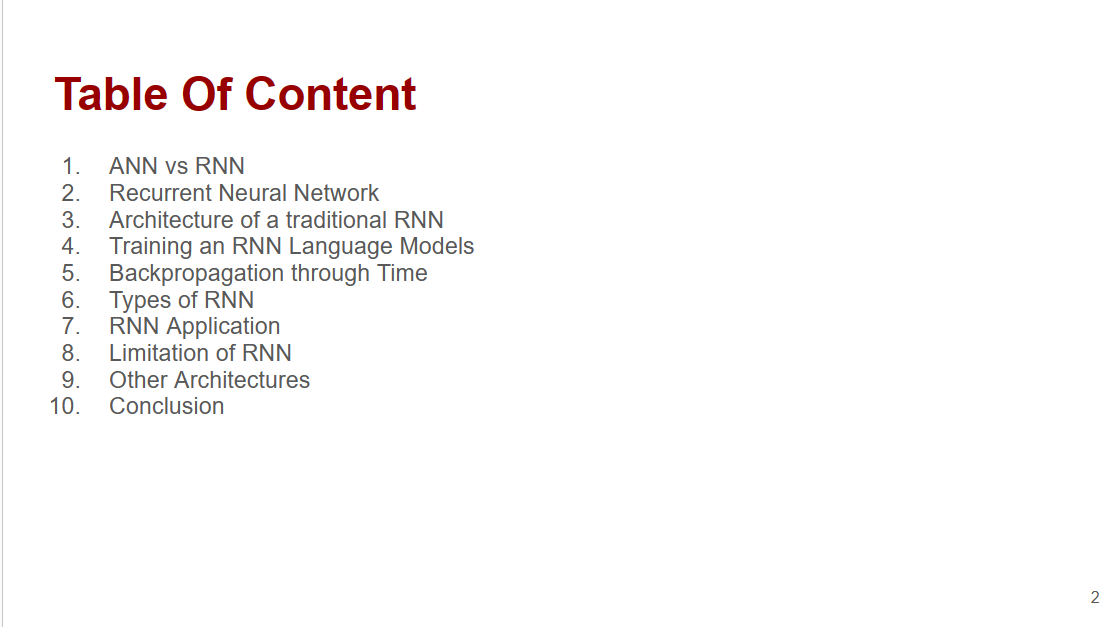 Table Of Content
1. ANN vs RNN
2. Recurrent Neural Network
3. Architecture of a traditional RNN
4. Training an RNN Language Models
5. Backpropagation through Time
6. Types of RNN
7. RNN Application
8. Limitation of RNN
9. Other Architectures
10. Conclusion
2